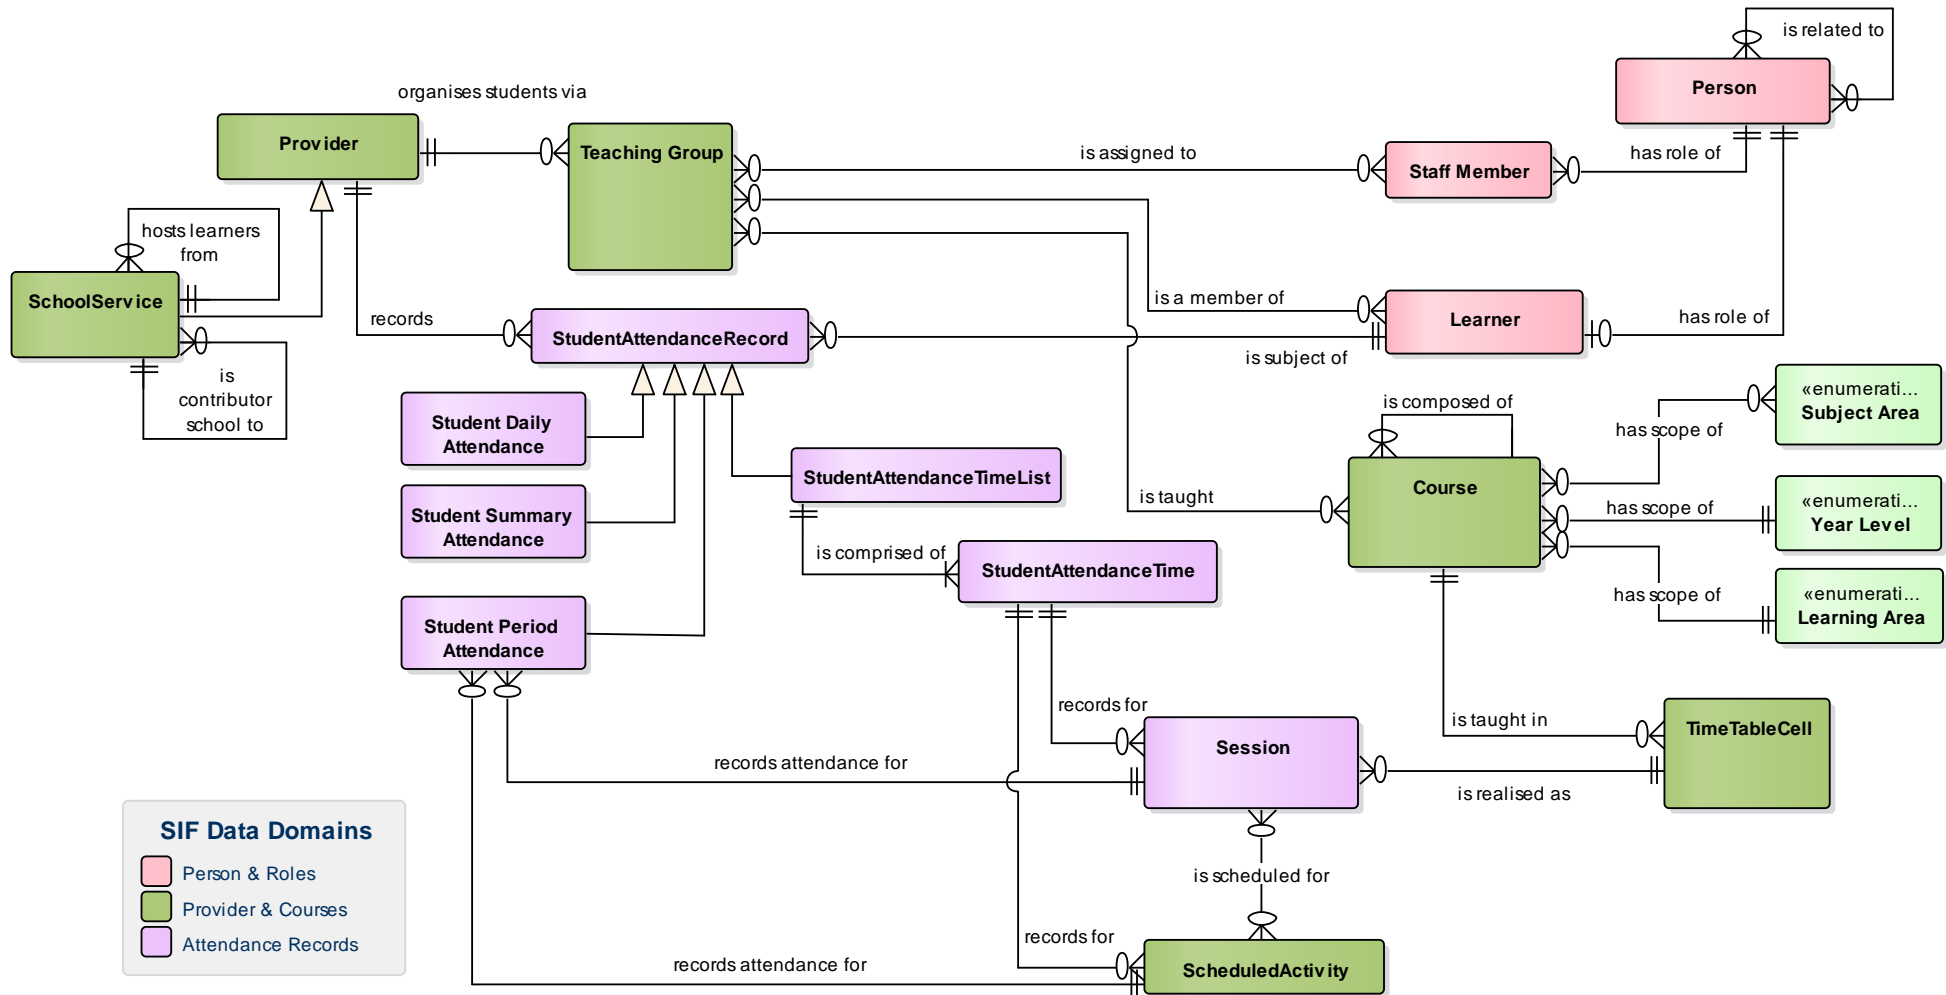 is related to
Person
organises students via
Provider
Teaching Group
is assigned to
Staff Member
has role of
hosts learners
from
SchoolService
is a member of
Learner
has role of
records
StudentAttendanceRecord
is subject of
is
contributor
school to
«enumerati...
Subject Area
is composed of
has scope of
Student Daily
Attendance
StudentAttendanceTimeList
Course
is taught
«enumerati...
Year Level
has scope of
Student Summary
Attendance
is comprised of
StudentAttendanceTime
«enumerati...
Learning Area
has scope of
Student Period
Attendance
records for
is taught in
TimeTableCell
Session
records attendance for
is realised as
SIF Data Domains
Person & Roles
Provider & Courses
Attendance Records
is scheduled for
records for
records attendance for
ScheduledActivity